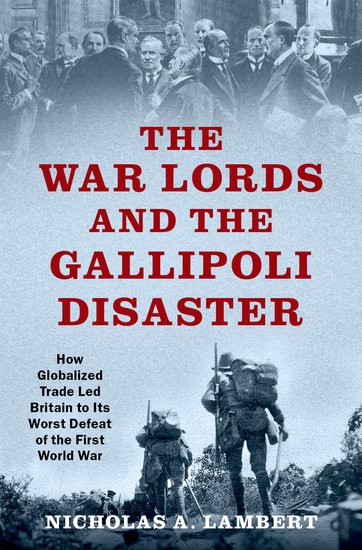 THE
WAR LORDS
AND THE
GALLIPOLI
DISASTER
How
Globalized
Trade Led
Britain to Its
Worst Defeat
of the First
World War
NICHOLAS A. LAMBERT